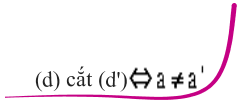 (d) cắt (d')⇔a ≠ a'